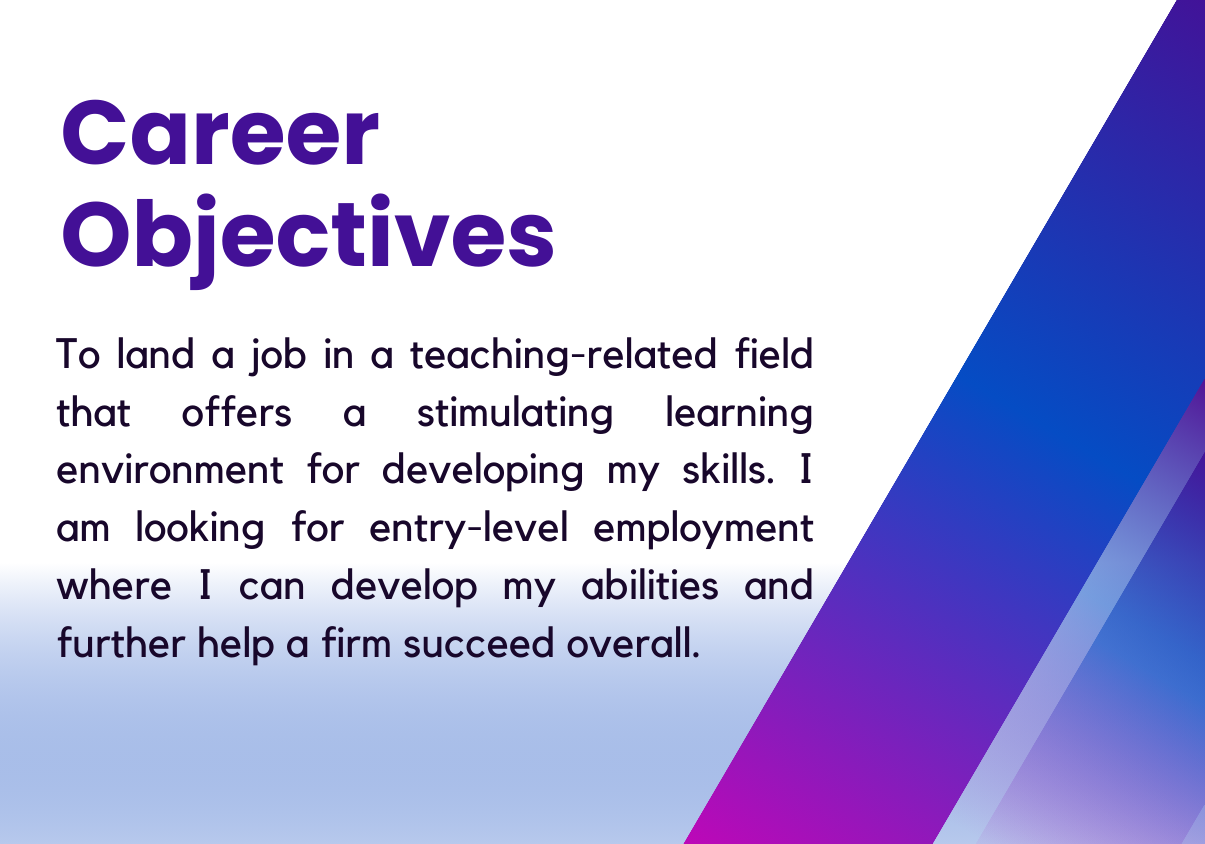 Career
Objectives
To land a job in a teaching-related field
that offers a stimulating learning
environment for developing my skills. I
am looking for entry-level employment
where I can develop my abilities and
further help a firm succeed overall.